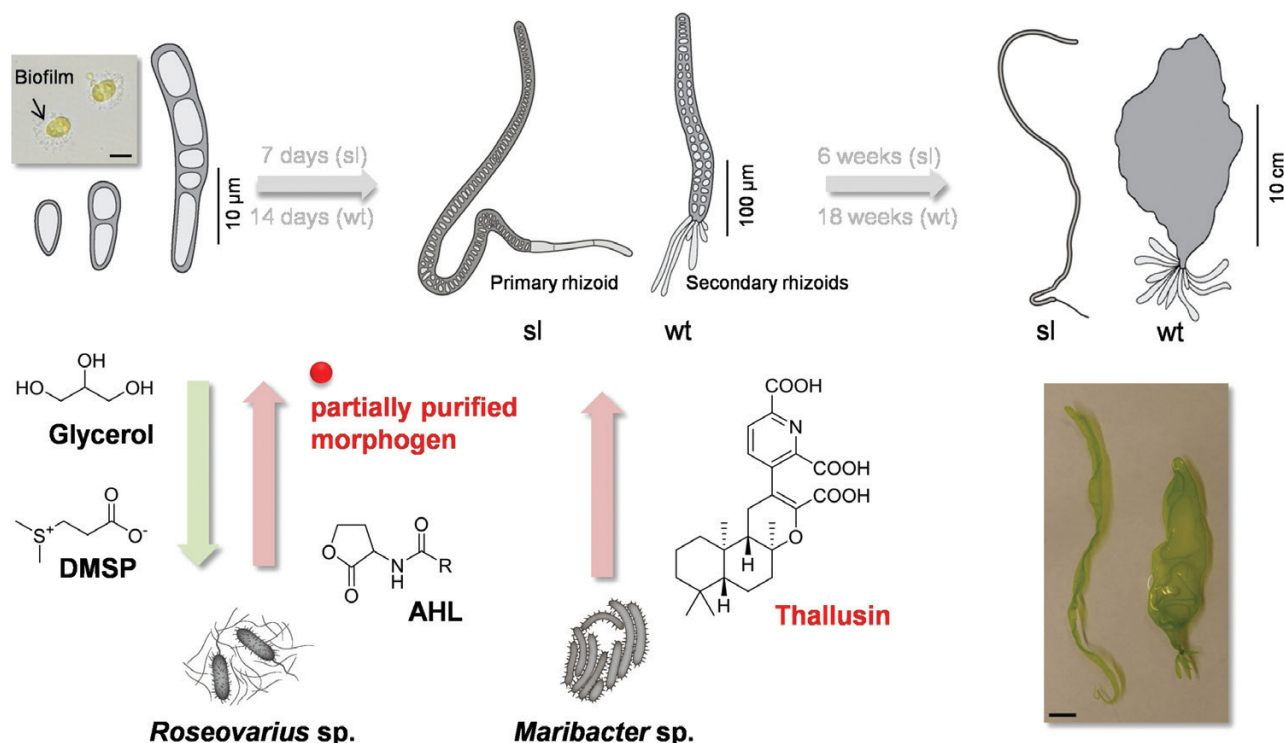 Biofilm
10 µm
7 days (sl)
14 days (wt)
Primary rhizoid
sl
wt
100 µm
Secondary rhizoids
6 weeks (sl)
18 weeks (wt)
sl
wt
10 cm
OH
HO
OH
Glycerol
O
S+
O-
DMSP
partially purified
morphogen
O
O
N
H
O
R
AHL
COOH
N
COOH
COOH
O
H
H
Thallusin
Roseovarius sp.
Maribacter sp.